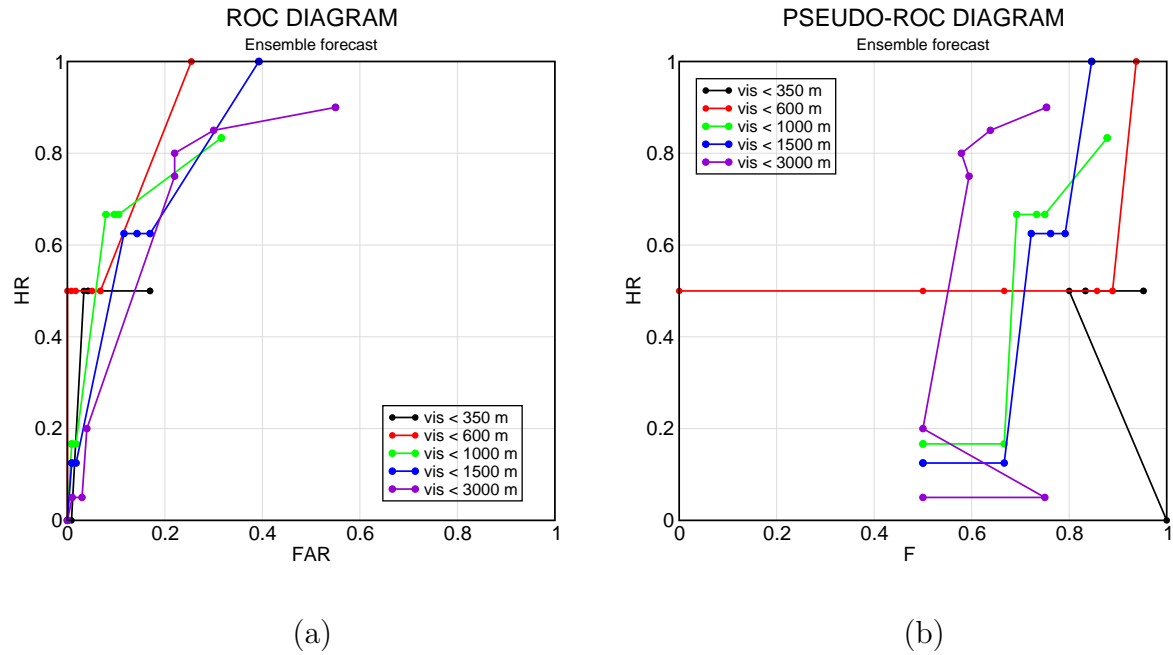 ROC DIAGRAM
Ensemble forecast
1
0.8
0.6
0.4
0.2
0
HR
vis < 350 m
vis < 600 m
vis < 1000 m
vis < 1500 m
vis < 3000 m
0 0.2 0.4 0.6 0.8 1
FAR
(a)
PSEUDO-ROC DIAGRAM
Ensemble forecast
1
0.8
0.6
0.4
0.2
0
HR
vis < 350 m
vis < 600 m
vis < 1000 m
vis < 1500 m
vis < 3000 m
0 0.2 0.4 0.6 0.8 1
F
(b)